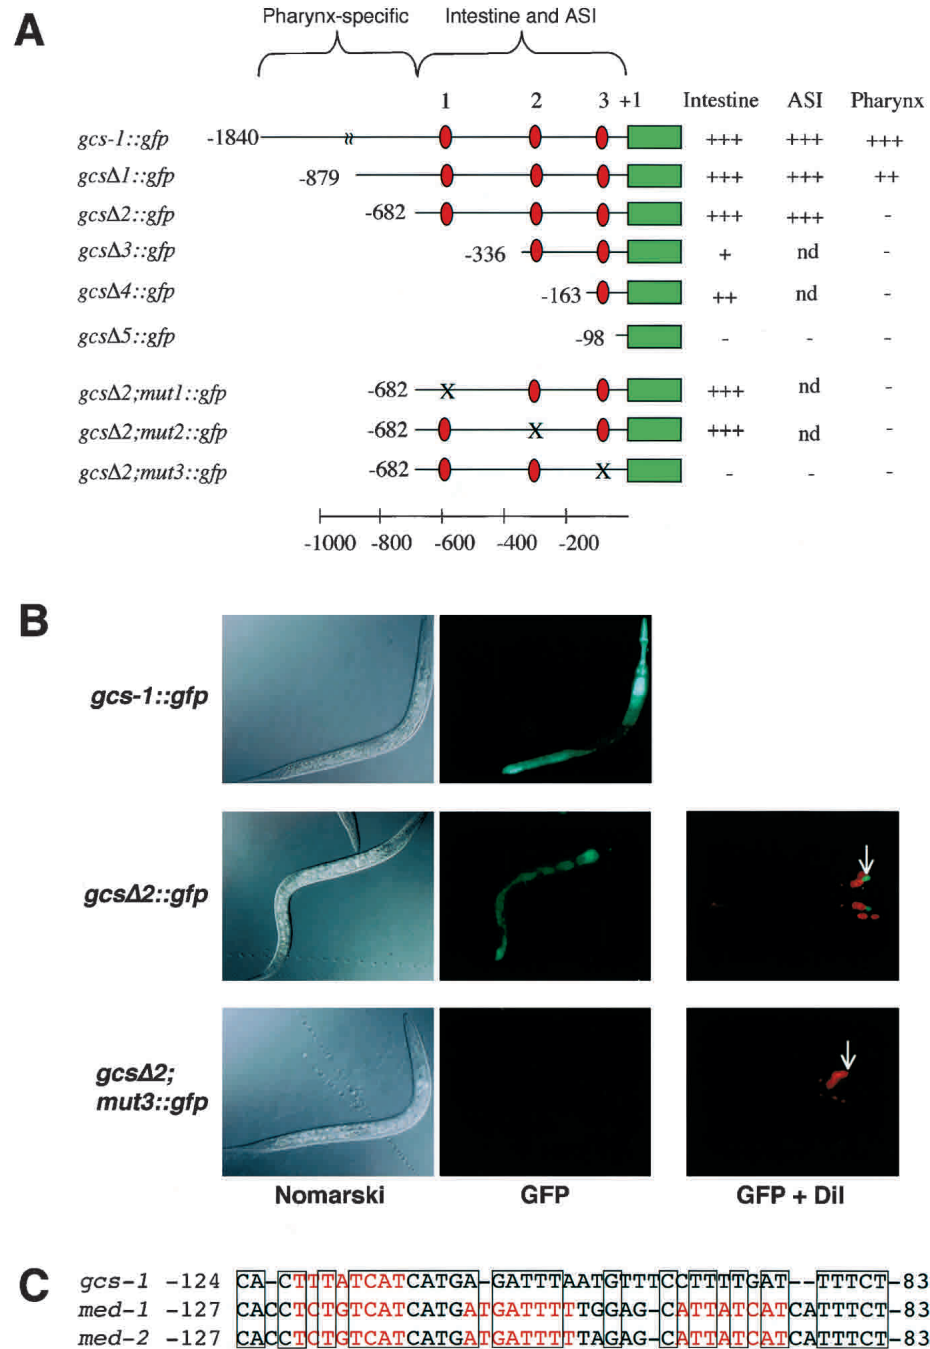 A
Pharynx-specific Intestine and ASI
1 2 3 +1 Intestine ASI Pharynx
gcs-1::gfp -1840 +++ +++ +++
gcsΔ1::gfp -879 +++ +++ ++
gcsΔ2::gfp -682 +++ +++ -
gcsΔ3::gfp -336 + nd -
gcsΔ4::gfp -163 ++ nd -
gcsΔ5::gfp -98 - - -
gcsΔ2;mut1::gfp -682 X +++ nd -
gcsΔ2;mut2::gfp -682 X +++ nd -
gcsΔ2;mut3::gfp -682 X - - -
-1000 -800 -600 -400 -200
B
gcs-1::gfp
gcsΔ2::gfp
gcsΔ2;
mut3::gfp
Nomarski GFP GFP + DiI
C
gcs-1 -124 CA-CTTTATCATCATGA-GATTTAATGTTTCCTTTTGAT--TTTCT-83
med-1 -127 CACCTCTGTCATCATGATGATTTTTGGAG-CATTATCATCATTTCT-83
med-2 -127 CACCTCTGTCATCATGATGATTTTTAGAG-CATTATCATCATTTCT-83